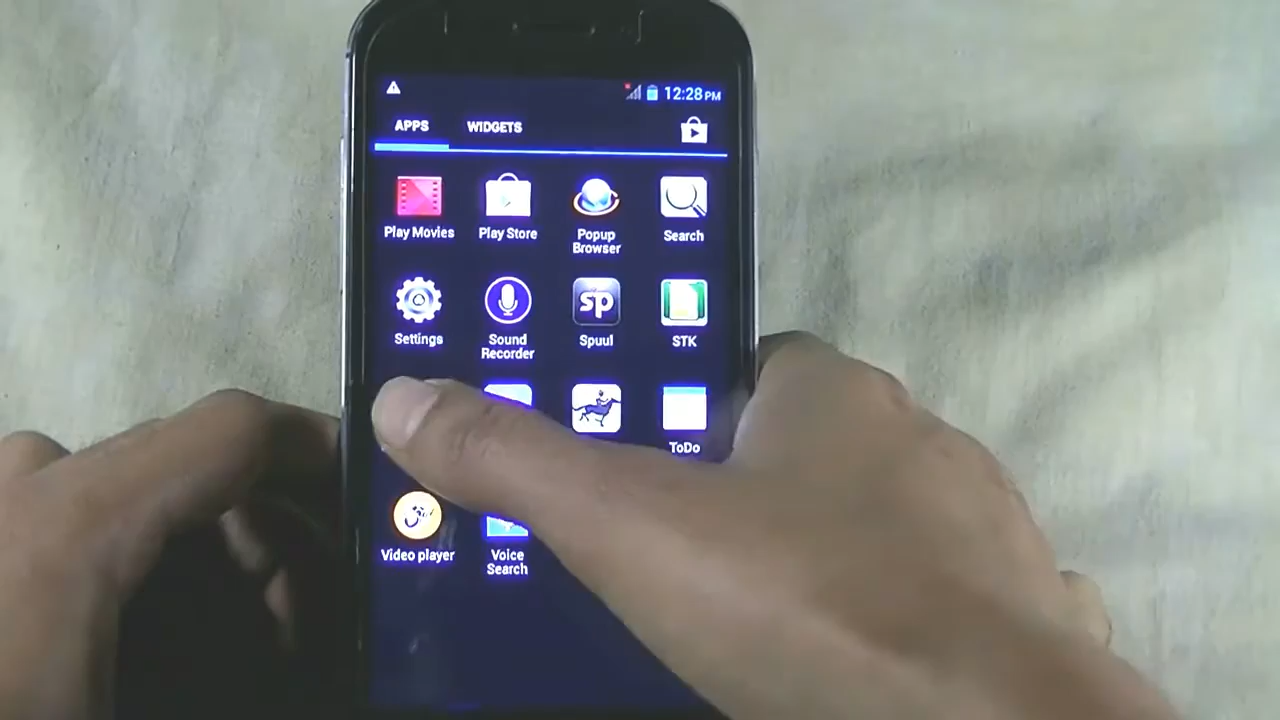 12:28 PM
APPS WIDGETS
Play Movies
Play Store
Popup
Browser
Search
Settings
Sound
Recorder
sp
Spuul
STK
ToDo
Video player
Voice
Search